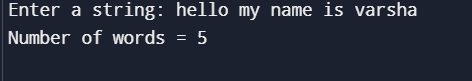 Enter a string: hello my name is varsha
Number of words = 5